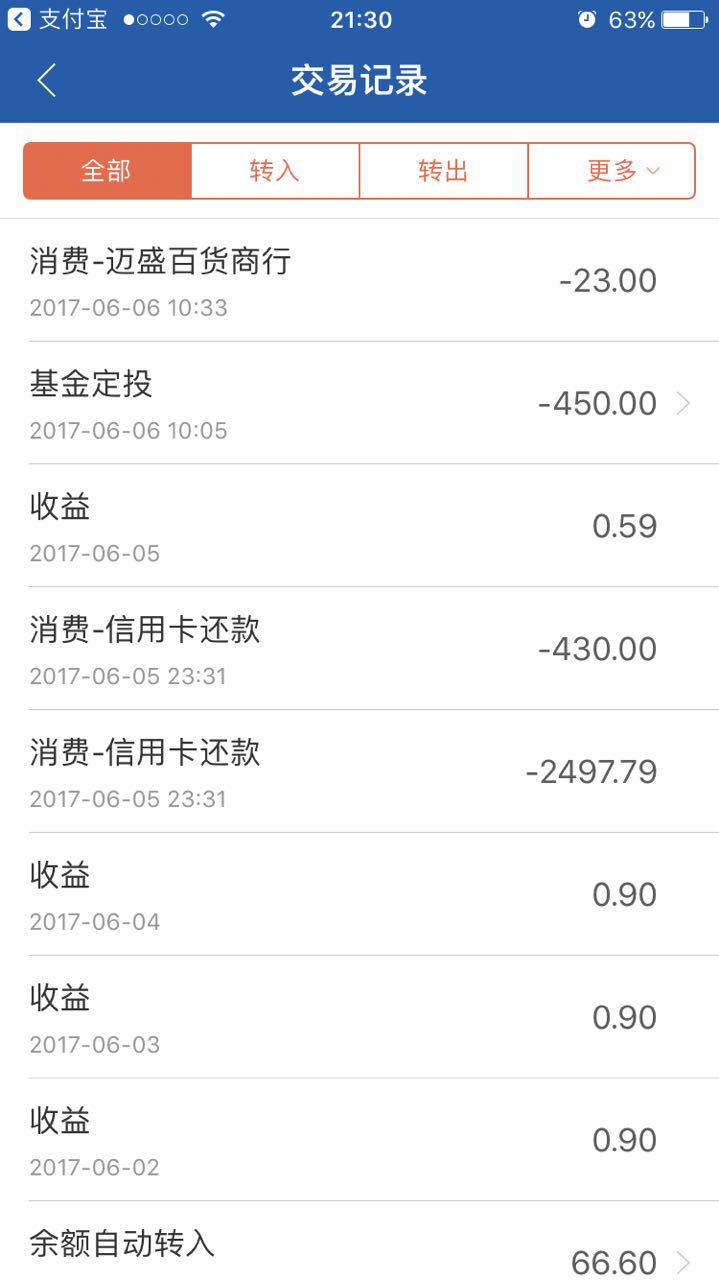 支付宝 21:30 63%
交易记录
全部 转入 转出 更多
消费-迈盛百货商行
-23.00
2017-06-06 10:33
基金定投
-450.00
2017-06-06 10:05
收益
0.59
2017-06-05
消费-信用卡还款
-430.00
2017-06-05 23:31
消费-信用卡还款
-2497.79
2017-06-05 23:31
收益
0.90
2017-06-04
收益
0.90
2017-06-03
收益
0.90
2017-06-02
余额自动转入
66.60